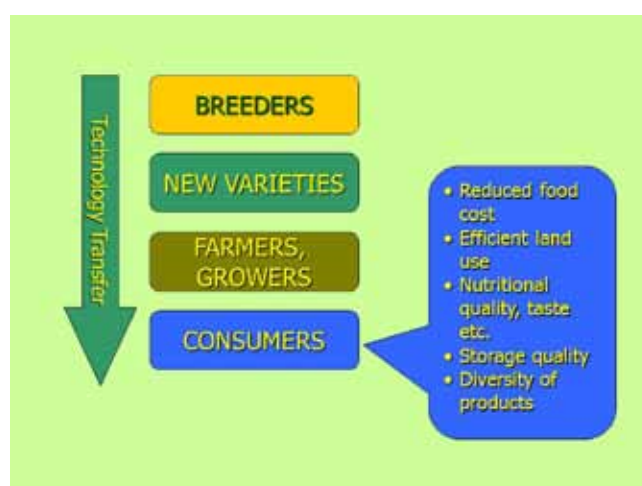 Technology Transfer
BREEDERS
NEW VARIETIES
FARMERS,
GROWERS
CONSUMERS
• Reduced food
cost
• Efficient land
use
• Nutritional
quality, taste
etc.
• Storage quality
• Diversity of
products